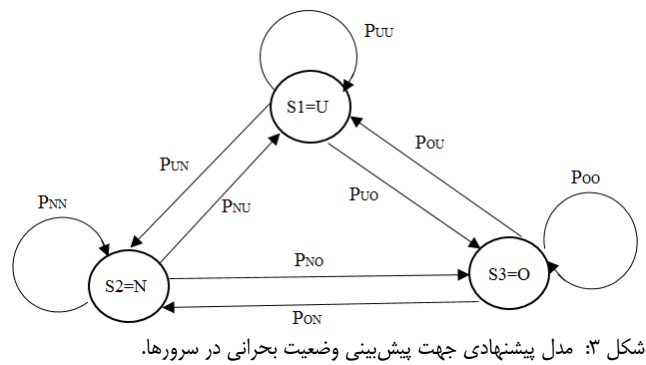 PUU
S1=U
PUN
POU
PNU
PUO
POO
PNN
S2=N
PNO
S3=O
PON
شکل ۳: مدل پیشنهادی جهت پیش‌بینی وضعیت بحرانی در سرورها.